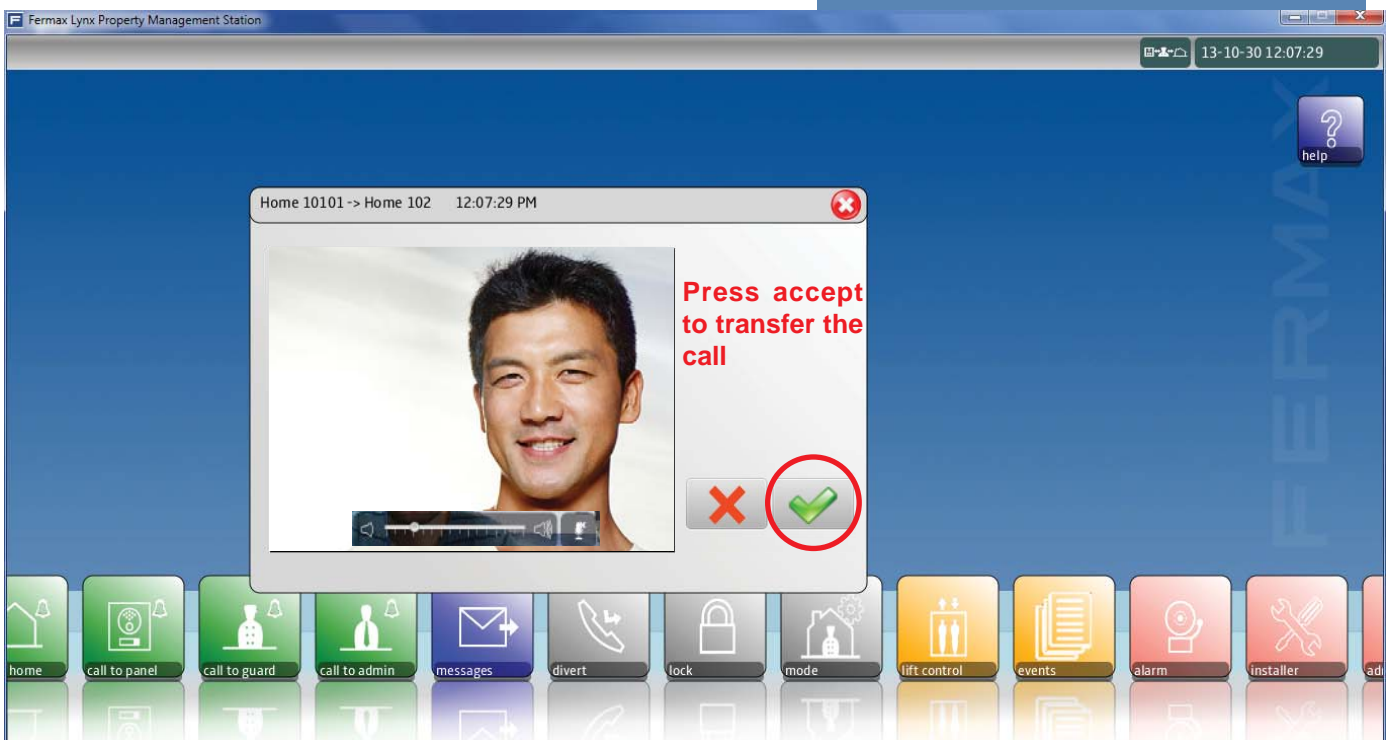 Fermax Lynx Property Management Station
13-10-30 12:07:29
help
FERMAX
Home 10101 -> Home 102 12:07:29 PM
Press accept
to transfer the
call
home
call to panel
call to guard
call to admin
messages
divert
lock
mode
lift control
events
alarm
installer